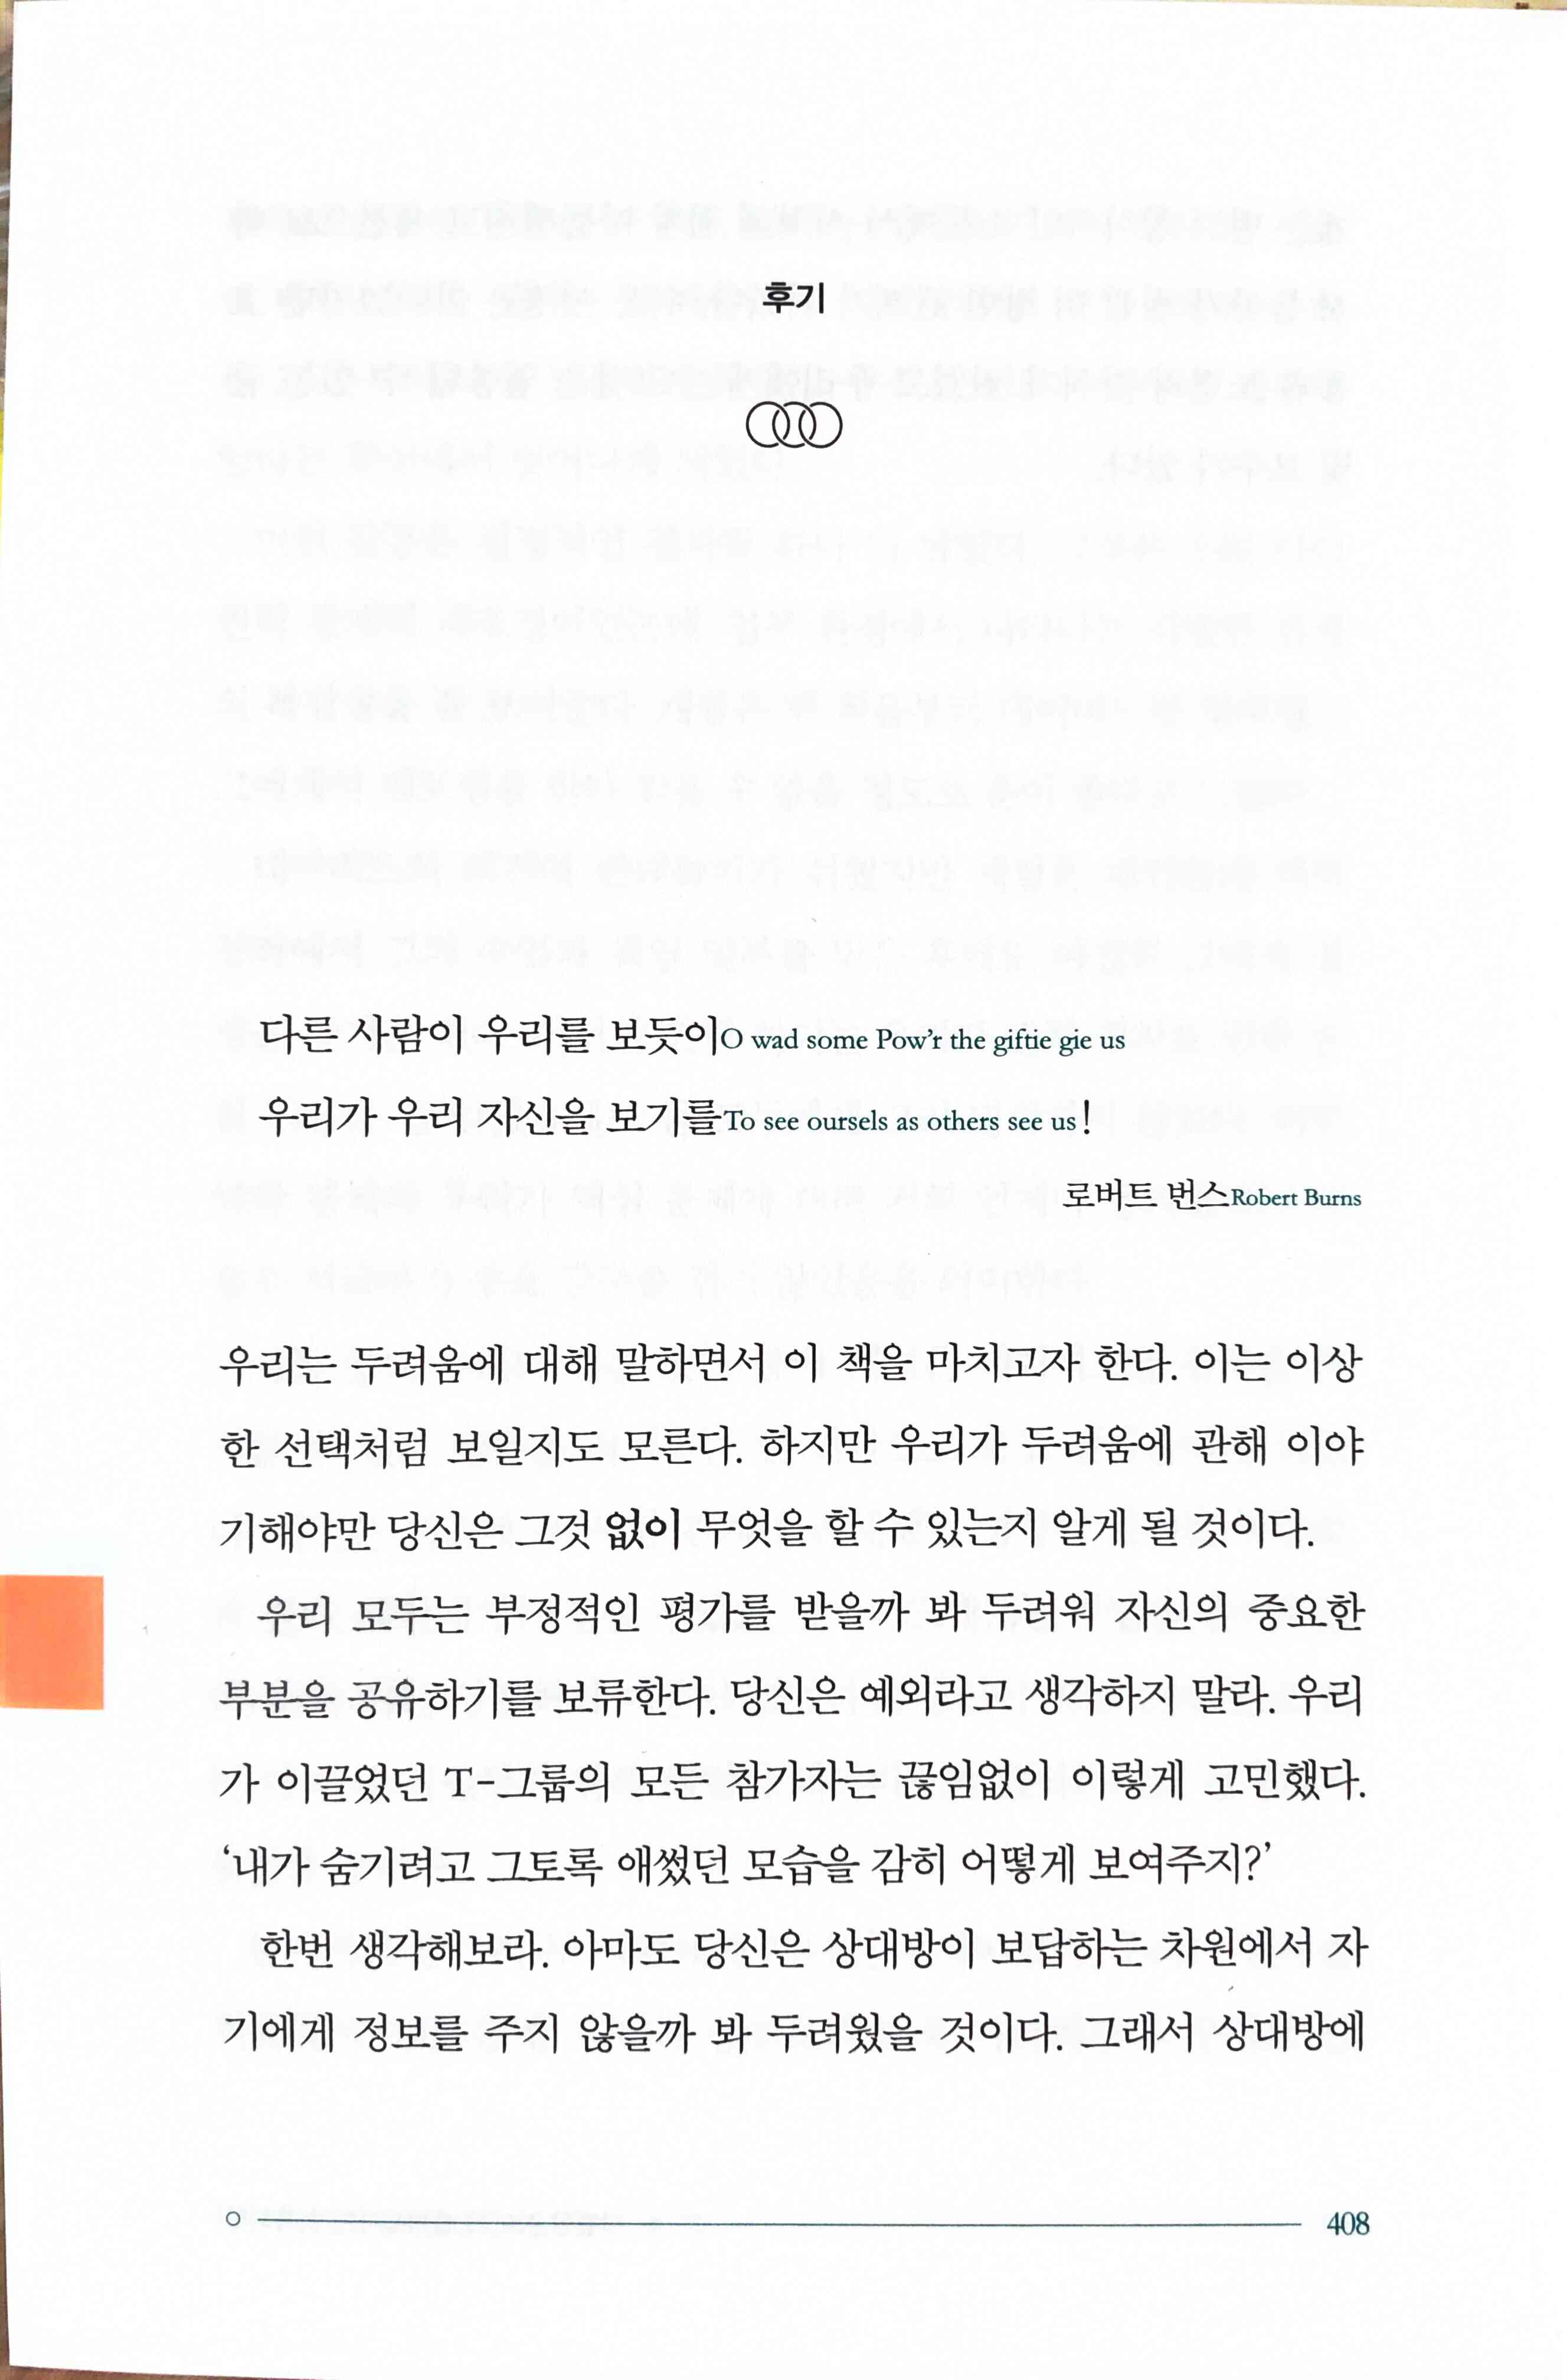 후기
다른 사람이 우리를 보듯이O wad some Pow’r the giftie gie us
우리가 우리 자신을 보기를To see oursels as others see us!
로버트 번스Robert Burns
우리는 두려움에 대해 말하면서 이 책을 마치고자 한다. 이는 이상
한 선택처럼 보일지도 모른다. 하지만 우리가 두려움에 관해 이야
기해야만 당신은 그것 없이 무엇을 할 수 있는지 알게 될 것이다.
우리 모두는 부정적인 평가를 받을까 봐 두려워 자신의 중요한
부분을 공유하기를 보류한다. 당신은 예외라고 생각하지 말라. 우리
가 이끌었던 T-그룹의 모든 참가자는 끊임없이 이렇게 고민했다.
‘내가 숨기려고 그토록 애썼던 모습을 감히 어떻게 보여주지?’
한번 생각해보라. 아마도 당신은 상대방이 보답하는 차원에서 자
기에게 정보를 주지 않을까 봐 두려웠을 것이다. 그래서 상대방에
408